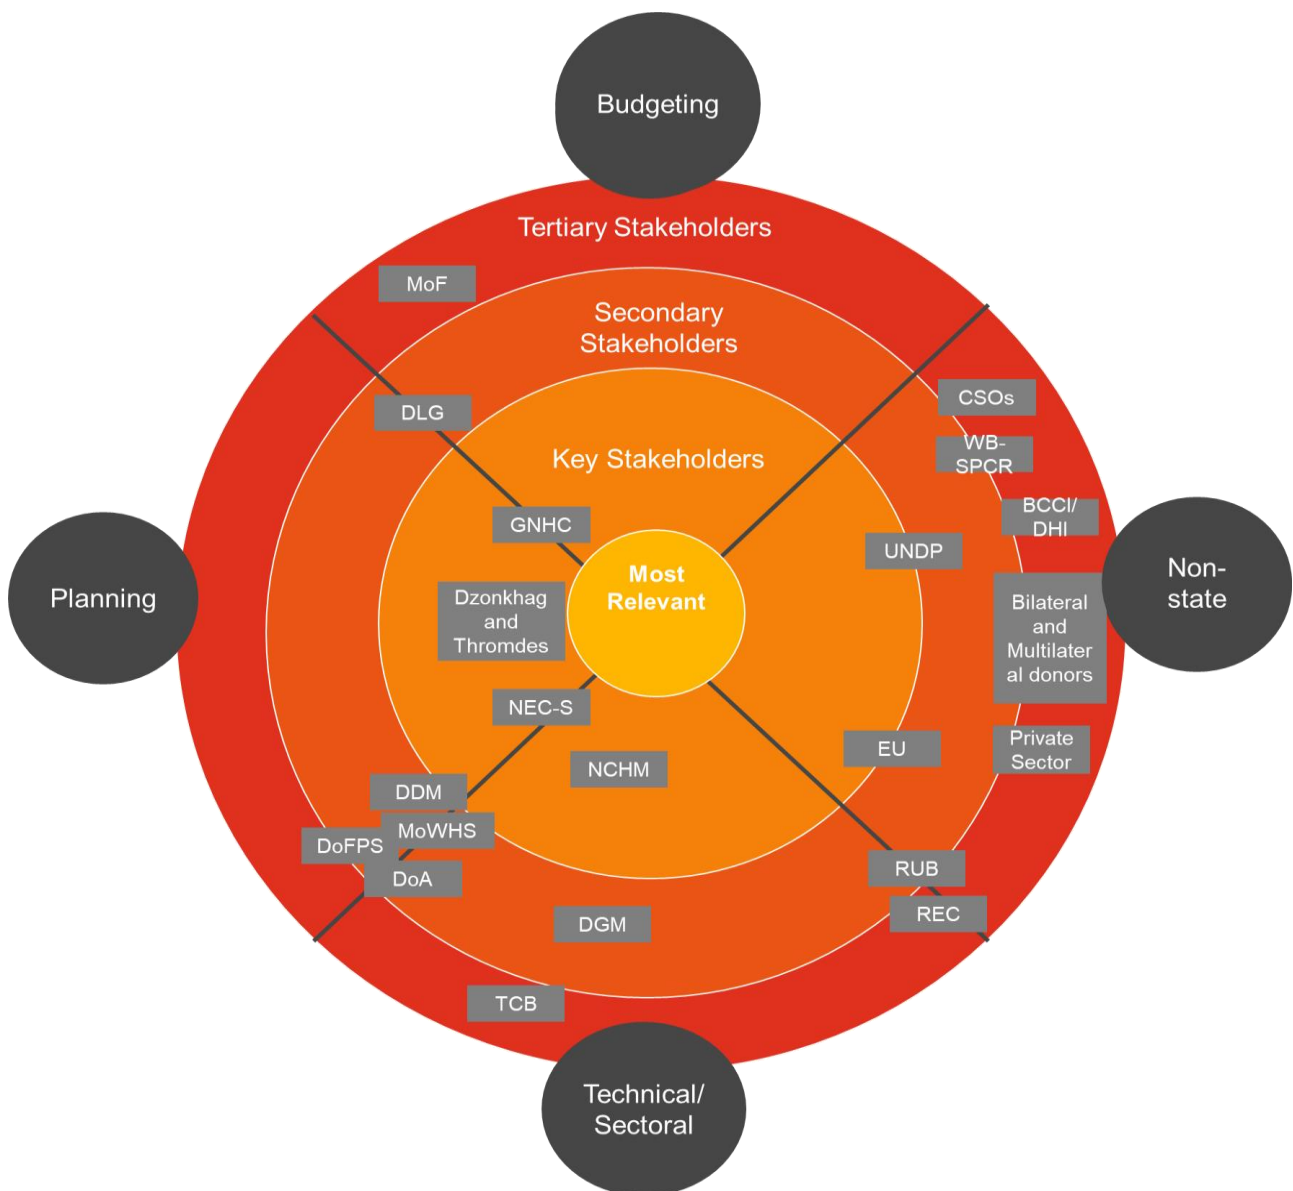 Budgeting
Tertiary Stakeholders
MoF
Secondary
Stakeholders
CSOs
DLG
WB-
SPCR
Key Stakeholders
BCCI/
DHI
GNHC
UNDP
Non-
state
Planning
Most
Relevant
Dzonkhag
and
Thromdes
Bilateral
and
Multilater
al donors
NEC-S
EU
Private
Sector
NCHM
DDM
MoWHS
DoFPS
DoA
RUB
REC
DGM
TCB
Technical/
Sectoral